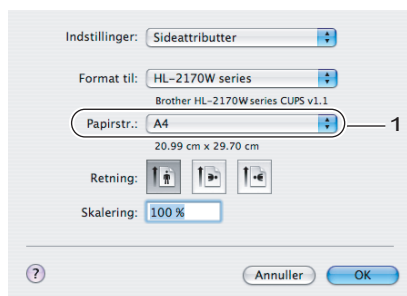 Indstillinger: Sideattributter
Format til: HL-2170W series
Brother HL-2170W series CUPS v1.1
Papirstr.: A4 1
20.99 cm x 29.70 cm
Retning:
Skalering: 100 %
? Annuller OK